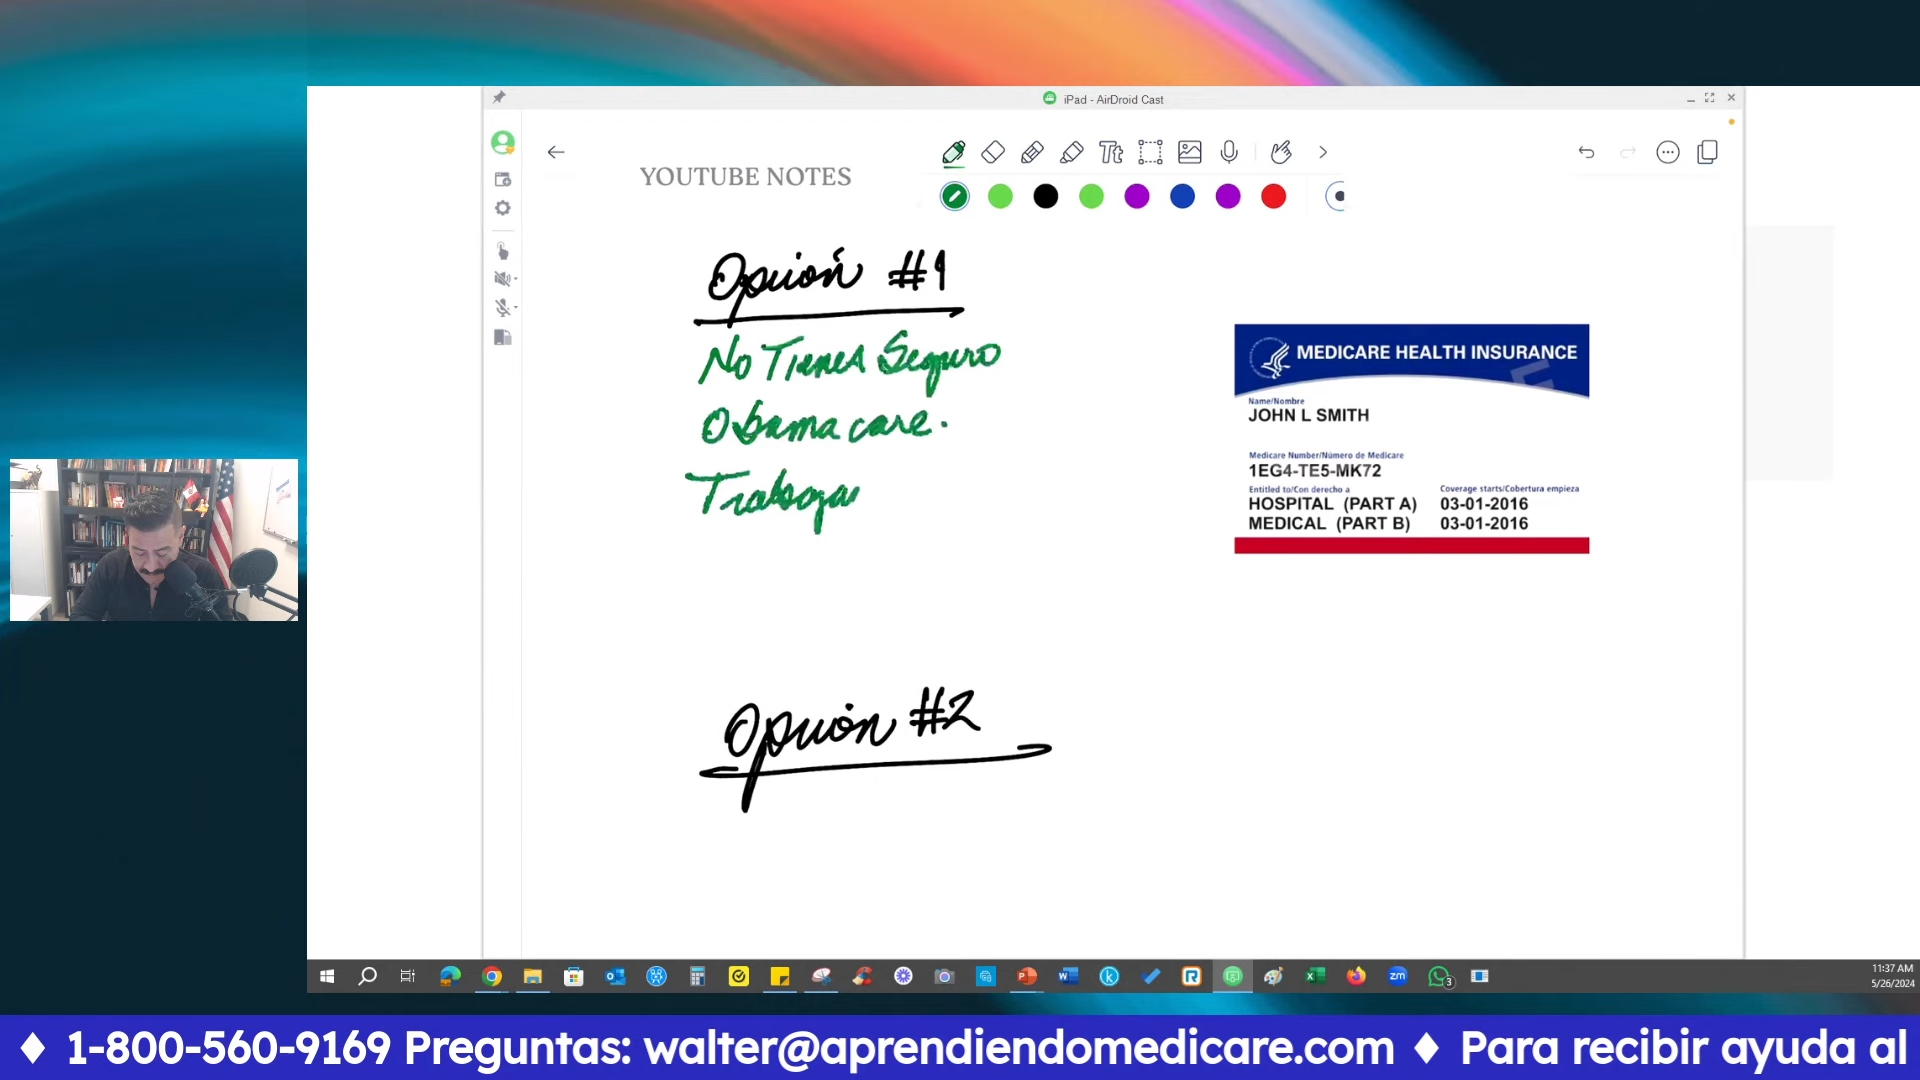 iPad - AirDroid Cast
YOUTUBE NOTES
Tt
Opción #1
No Tienes Seguro
Obama care.
Trabaja
MEDICARE HEALTH INSURANCE
Name/Nombre
JOHN L SMITH
Medicare Number/Número de Medicare
1EG4-TE5-MK72
Entitled to/Con derecho a Coverage starts/Cobertura empieza
HOSPITAL (PART A) 03-01-2016
MEDICAL (PART B) 03-01-2016
Opción #2
11:37 AM
5/26/2024
♦ 1-800-560-9169 Preguntas: walter@aprendiendomedicare.com ♦ Para recibir ayuda al